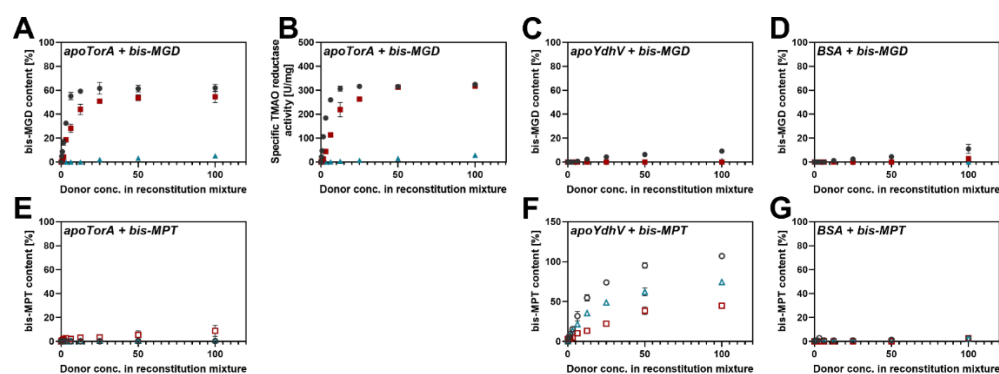 A
apoTorA + bis-MGD
bis-MGD content [%]
100
80
60
40
20
0
0 50 100
Donor conc. in reconstitution mixture
B
apoTorA + bis-MGD
Specific TMAO reductase
activity [U/mg]
500
400
300
200
100
0
0 50 100
Donor conc. in reconstitution mixture
C
apoYdhV + bis-MGD
bis-MGD content [%]
100
80
60
40
20
0
0 50 100
Donor conc. in reconstitution mixture
D
BSA + bis-MGD
bis-MGD content [%]
100
80
60
40
20
0
0 50 100
Donor conc. in reconstitution mixture
E
apoTorA + bis-MPT
bis-MPT content [%]
100
80
60
40
20
0
0 50 100
Donor conc. in reconstitution mixture
F
apoYdhV + bis-MPT
bis-MPT content [%]
150
100
50
0
0 50 100
Donor conc. in reconstitution mixture
G
BSA + bis-MPT
bis-MPT content [%]
100
80
60
40
20
0
0 50 100
Donor conc. in reconstitution mixture